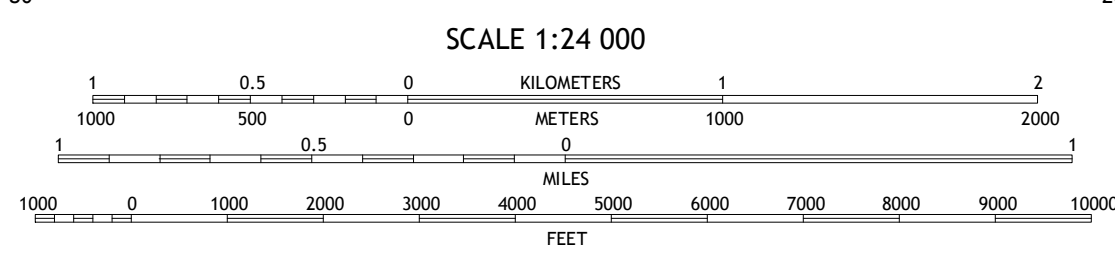 SCALE 1:24 000
1 0.5 0 KILOMETERS 1 2
1000 500 0 METERS 1000 2000
1 0.5 0 1
MILES
1000 0 1000 2000 3000 4000 5000 6000 7000 8000 9000 10000
FEET